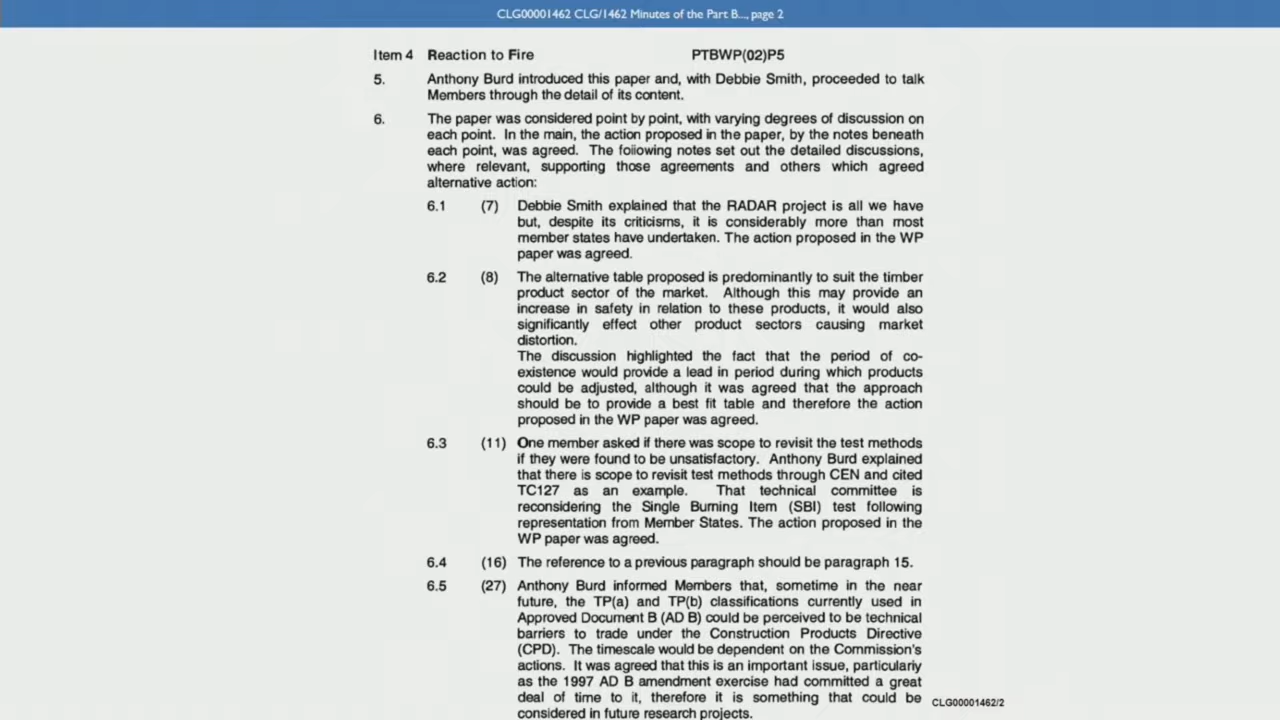 CLG00001462 CLG/1462 Minutes of the Part B..., page 2
Item 4 Reaction to Fire PTBWP(02)P5
5. Anthony Burd introduced this paper and, with Debbie Smith, proceeded to talk
Members through the detail of its content.
6. The paper was considered point by point, with varying degrees of discussion on
each point. In the main, the action proposed in the paper, by the notes beneath
each point, was agreed. The following notes set out the detailed discussions,
where relevant, supporting those agreements and others which agreed
alternative action:
6.1 (7) Debbie Smith explained that the RADAR project is all we have
but, despite its criticisms, it is considerably more than most
member states have undertaken. The action proposed in the WP
paper was agreed.
6.2 (8) The alternative table proposed is predominantly to suit the timber
product sector of the market. Although this may provide an
increase in safety in relation to these products, it would also
significantly effect other product sectors causing market
distortion.
The discussion highlighted the fact that the period of co-
existence would provide a lead in period during which products
could be adjusted, although it was agreed that the approach
should be to provide a best fit table and therefore the action
proposed in the WP paper was agreed.
6.3 (11) One member asked if there was scope to revisit the test methods
if they were found to be unsatisfactory. Anthony Burd explained
that there is scope to revisit test methods through CEN and cited
TC127 as an example. That technical committee is
reconsidering the Single Burning Item (SBI) test following
representation from Member States. The action proposed in the
WP paper was agreed.
6.4 (16) The reference to a previous paragraph should be paragraph 15.
6.5 (27) Anthony Burd informed Members that, sometime in the near
future, the TP(a) and TP(b) classifications currently used in
Approved Document B (AD B) could be perceived to be technical
barriers to trade under the Construction Products Directive
(CPD). The timescale would be dependent on the Commission's
actions. It was agreed that this is an important issue, particularly
as the 1997 AD B amendment exercise had committed a great
deal of time to it, therefore it is something that could be
considered in future research projects.
CLG00001462/2